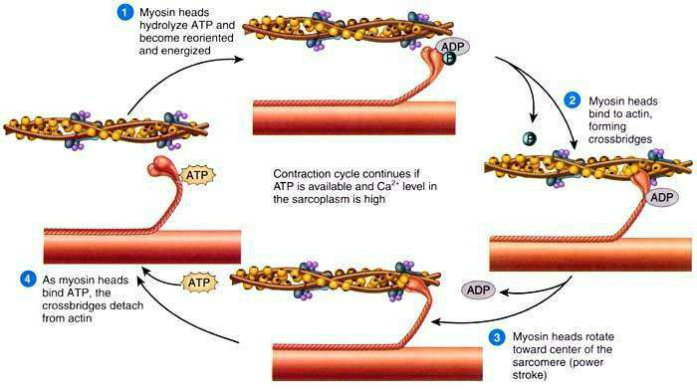 1 Myosin heads
hydrolyze ATP and
become reoriented
and energized
ADP
P
2 Myosin heads
bind to actin,
forming
crossbridges
P
ADP
ATP
Contraction cycle continues if
ATP is available and Ca²⁺ level in
the sarcoplasm is high
4 As myosin heads
bind ATP, the
crossbridges detach
from actin
ATP
ADP
3 Myosin heads rotate
toward center of the
sarcomere (power
stroke)